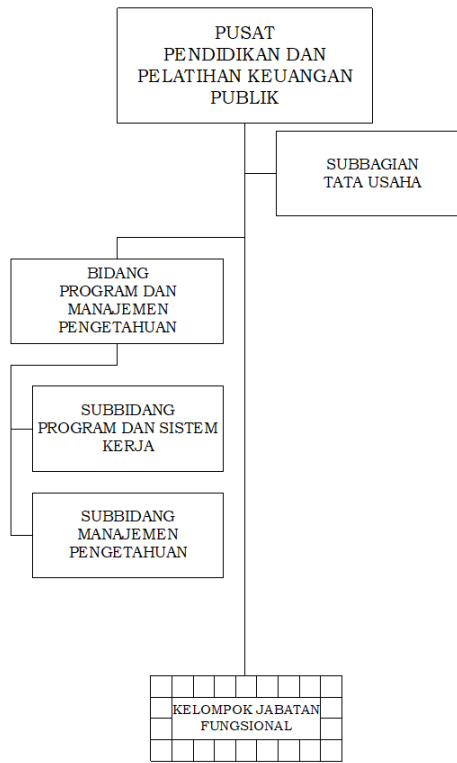 PUSAT
PENDIDIKAN DAN
PELATIHAN KEUANGAN
PUBLIK
SUBBAGIAN
TATA USAHA
BIDANG
PROGRAM DAN
MANAJEMEN
PENGETAHUAN
SUBBIDANG
PROGRAM DAN SISTEM
KERJA
SUBBIDANG
MANAJEMEN
PENGETAHUAN
KELOMPOK JABATAN
FUNGSIONAL